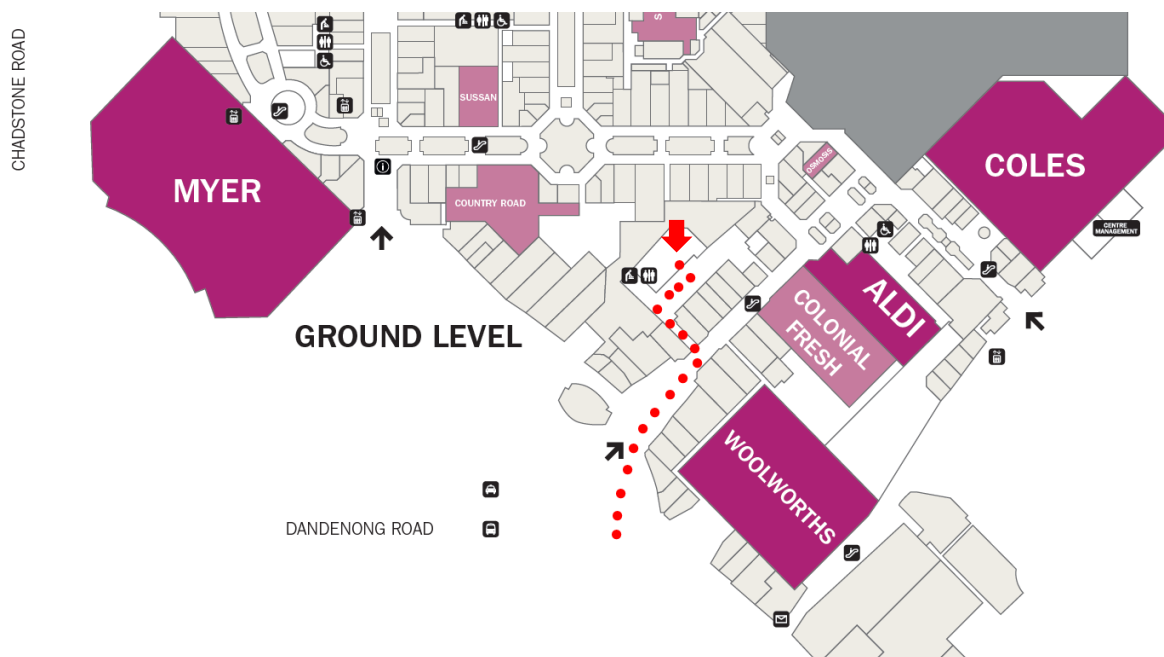 CHADSTONE ROAD
S
SUSSAN
MYER
COUNTRY ROAD
OSMOSIS
COLES
CENTRE
MANAGEMENT
ALDI
COLONIAL
FRESH
GROUND LEVEL
WOOLWORTHS
DANDENONG ROAD